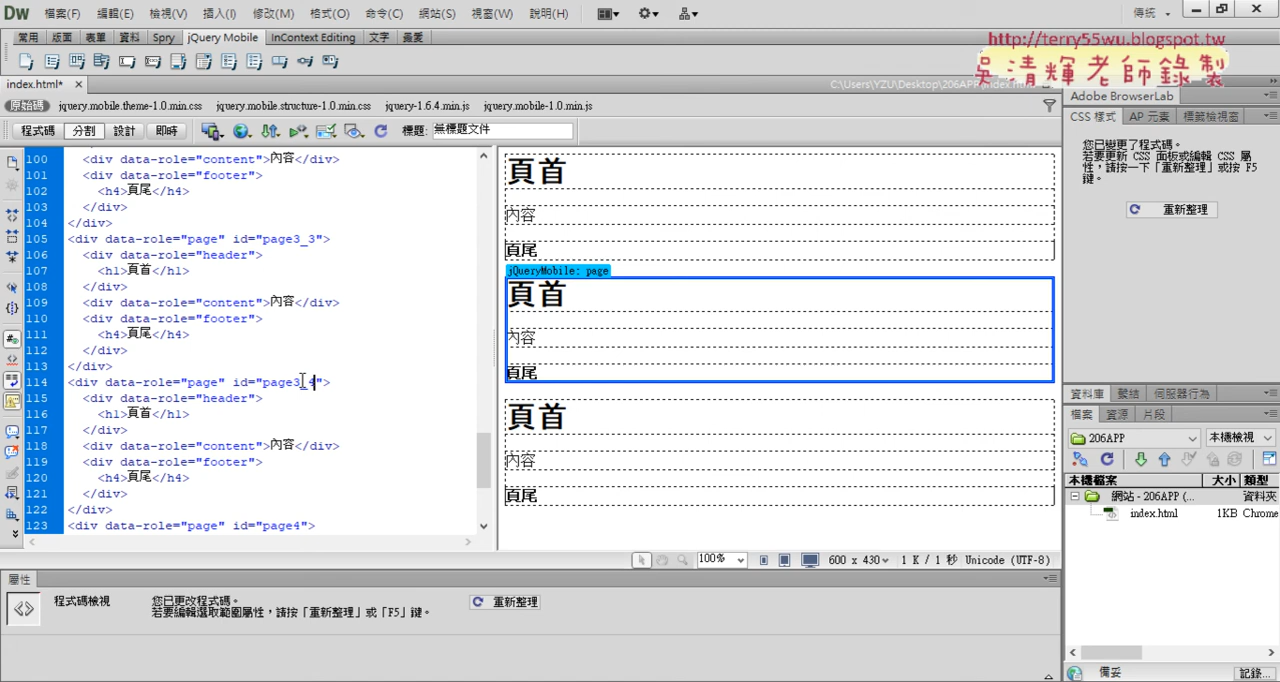 Dw 檔案(F) 編輯(E) 檢視(V) 插入(I) 修改(M) 格式(O) 命令(C) 網站(S) 視窗(W) 說明(H) 傳統
常用 版面 表單 資料 Spry jQuery Mobile InContext Editing 文字 最愛
http://terry55wu.blogspot.tw
吳清輝老師錄製
index.html* C:\Users\YZU\Desktop\206APP\index.html
原始碼 jquery.mobile.theme-1.0.min.css jquery.mobile.structure-1.0.min.css jquery-1.6.4.min.js jquery.mobile-1.0.min.js
程式碼 分割 設計 即時 標題: 無標題文件
100 <div data-role="content">內容</div>
101 <div data-role="footer">
102 <h4>頁尾</h4>
103 </div>
104 </div>
105 <div data-role="page" id="page3_3">
106 <div data-role="header">
107 <h1>頁首</h1>
108 </div>
109 <div data-role="content">內容</div>
110 <div data-role="footer">
111 <h4>頁尾</h4>
112 </div>
113 </div>
114 <div data-role="page" id="page3_4">
115 <div data-role="header">
116 <h1>頁首</h1>
117 </div>
118 <div data-role="content">內容</div>
119 <div data-role="footer">
120 <h4>頁尾</h4>
121 </div>
122 </div>
123 <div data-role="page" id="page4">
頁首
內容
頁尾
jQueryMobile: page
頁首
內容
頁尾
頁首
內容
頁尾
100% 600 x 430 1 K / 1 秒 Unicode (UTF-8)
屬性
程式碼檢視
您已更改程式碼。
若要編輯選取範圍屬性，請按「重新整理」或「F5」鍵。
重新整理
Adobe BrowserLab
CSS 樣式 AP 元素 標籤檢視窗
您已變更了程式碼。
若要更新 CSS 面板或編輯 CSS 屬
性，請按一下「重新整理」或按 F5
鍵。
重新整理
資料庫 繫結 伺服器行為
檔案 資源 片段
206APP 本機檢視
本機檔案 大小 類型
網站 - 206APP (... 資料夾
index.html 1KB Chrome
備妥 記錄...